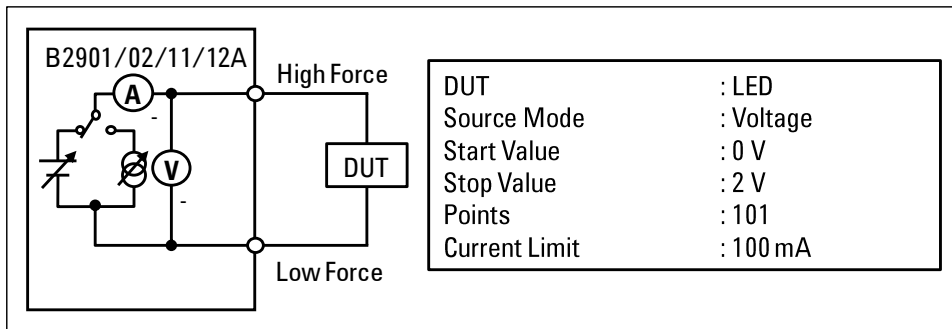 B2901/02/11/12A
High Force
A
-
V
-
DUT
Low Force
DUT : LED
Source Mode : Voltage
Start Value : 0 V
Stop Value : 2 V
Points : 101
Current Limit : 100 mA